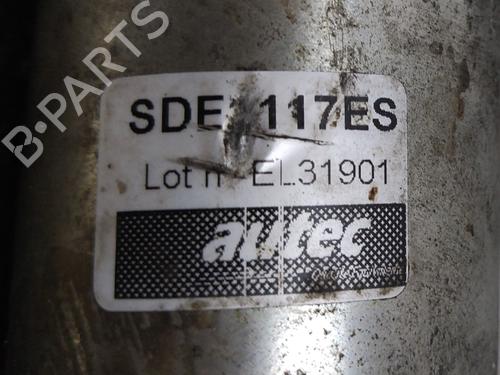 B-PARTS
SDE 117ES
Lot n° EL31901
autec